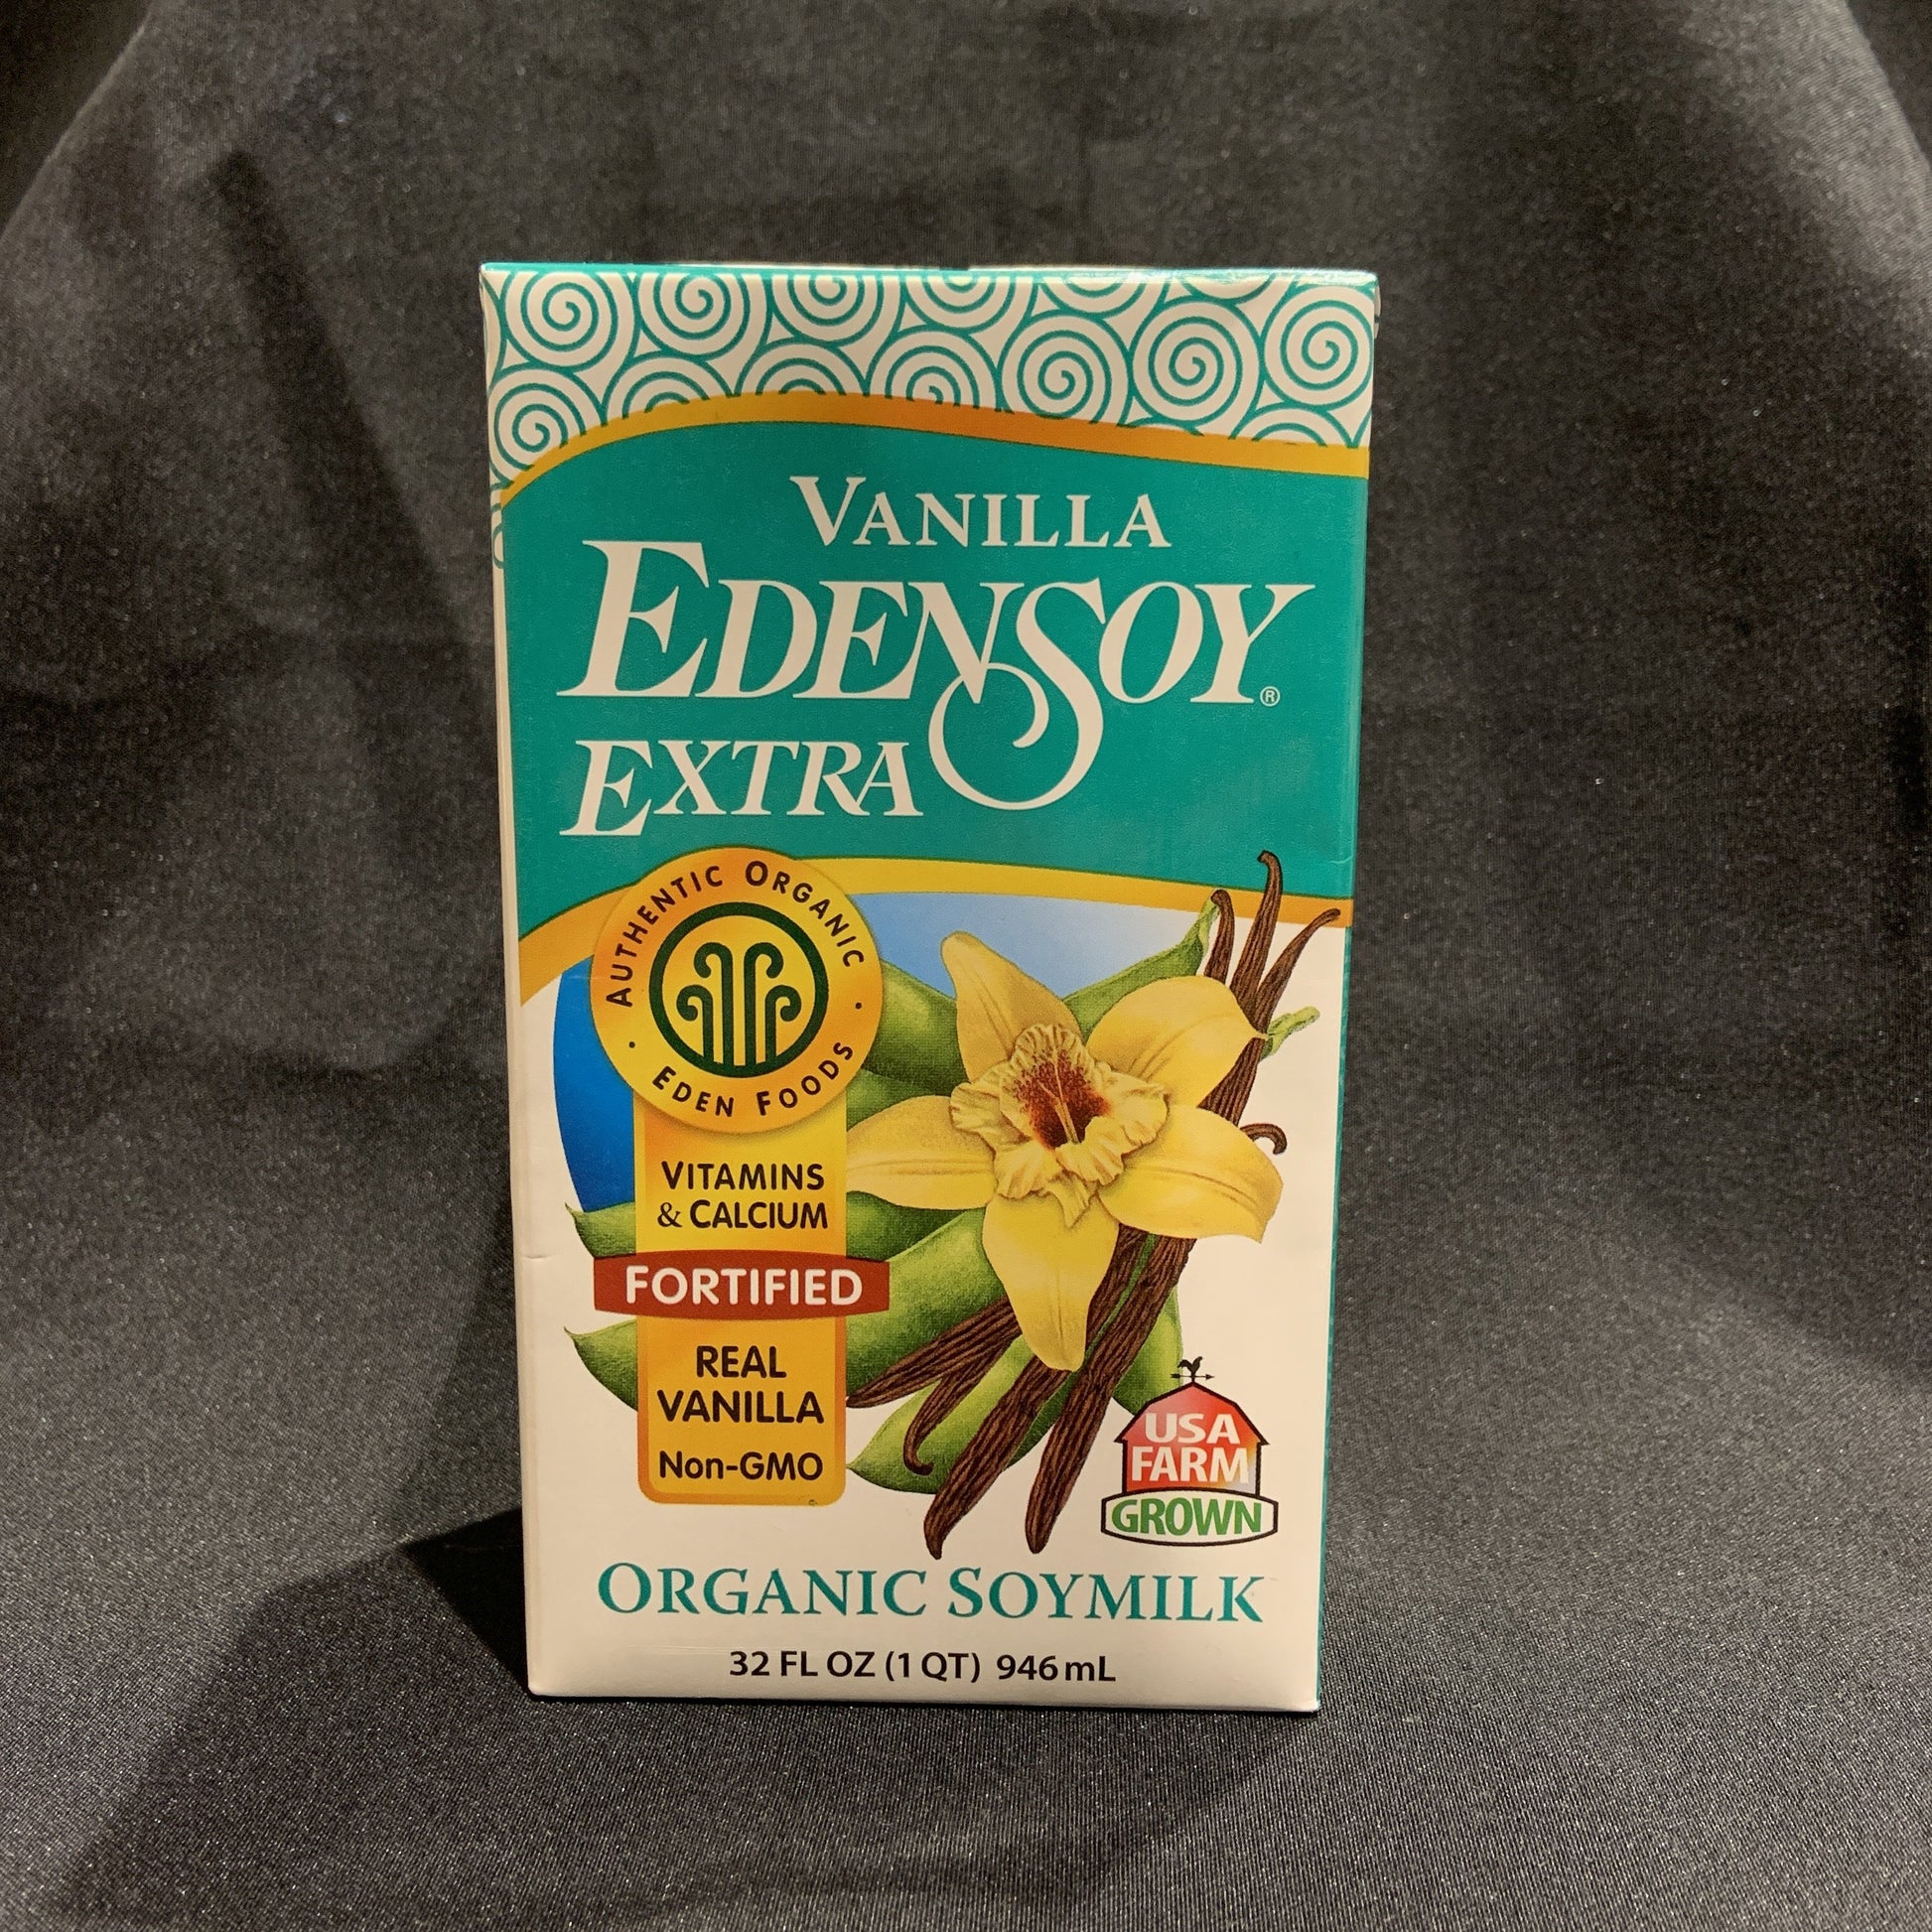 VANILLA
EDENSOY®
EXTRA
AUTHENTIC ORGANIC
· EDEN FOODS ·
VITAMINS
& CALCIUM
FORTIFIED
REAL
VANILLA
Non-GMO
USA
FARM
GROWN
ORGANIC SOYMILK
32 FL OZ (1 QT) 946 mL